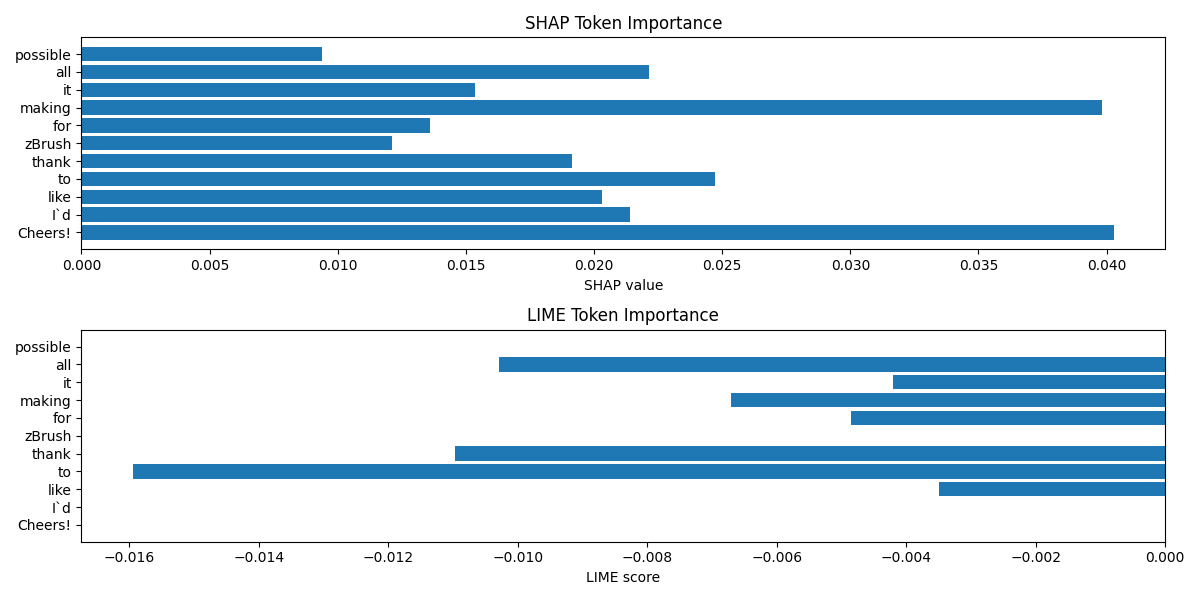 SHAP Token Importance
possible
all
it
making
for
zBrush
thank
to
like
I`d
Cheers!
0.000 0.005 0.010 0.015 0.020 0.025 0.030 0.035 0.040
SHAP value
LIME Token Importance
possible
all
it
making
for
zBrush
thank
to
like
I`d
Cheers!
−0.016 −0.014 −0.012 −0.010 −0.008 −0.006 −0.004 −0.002 0.000
LIME score